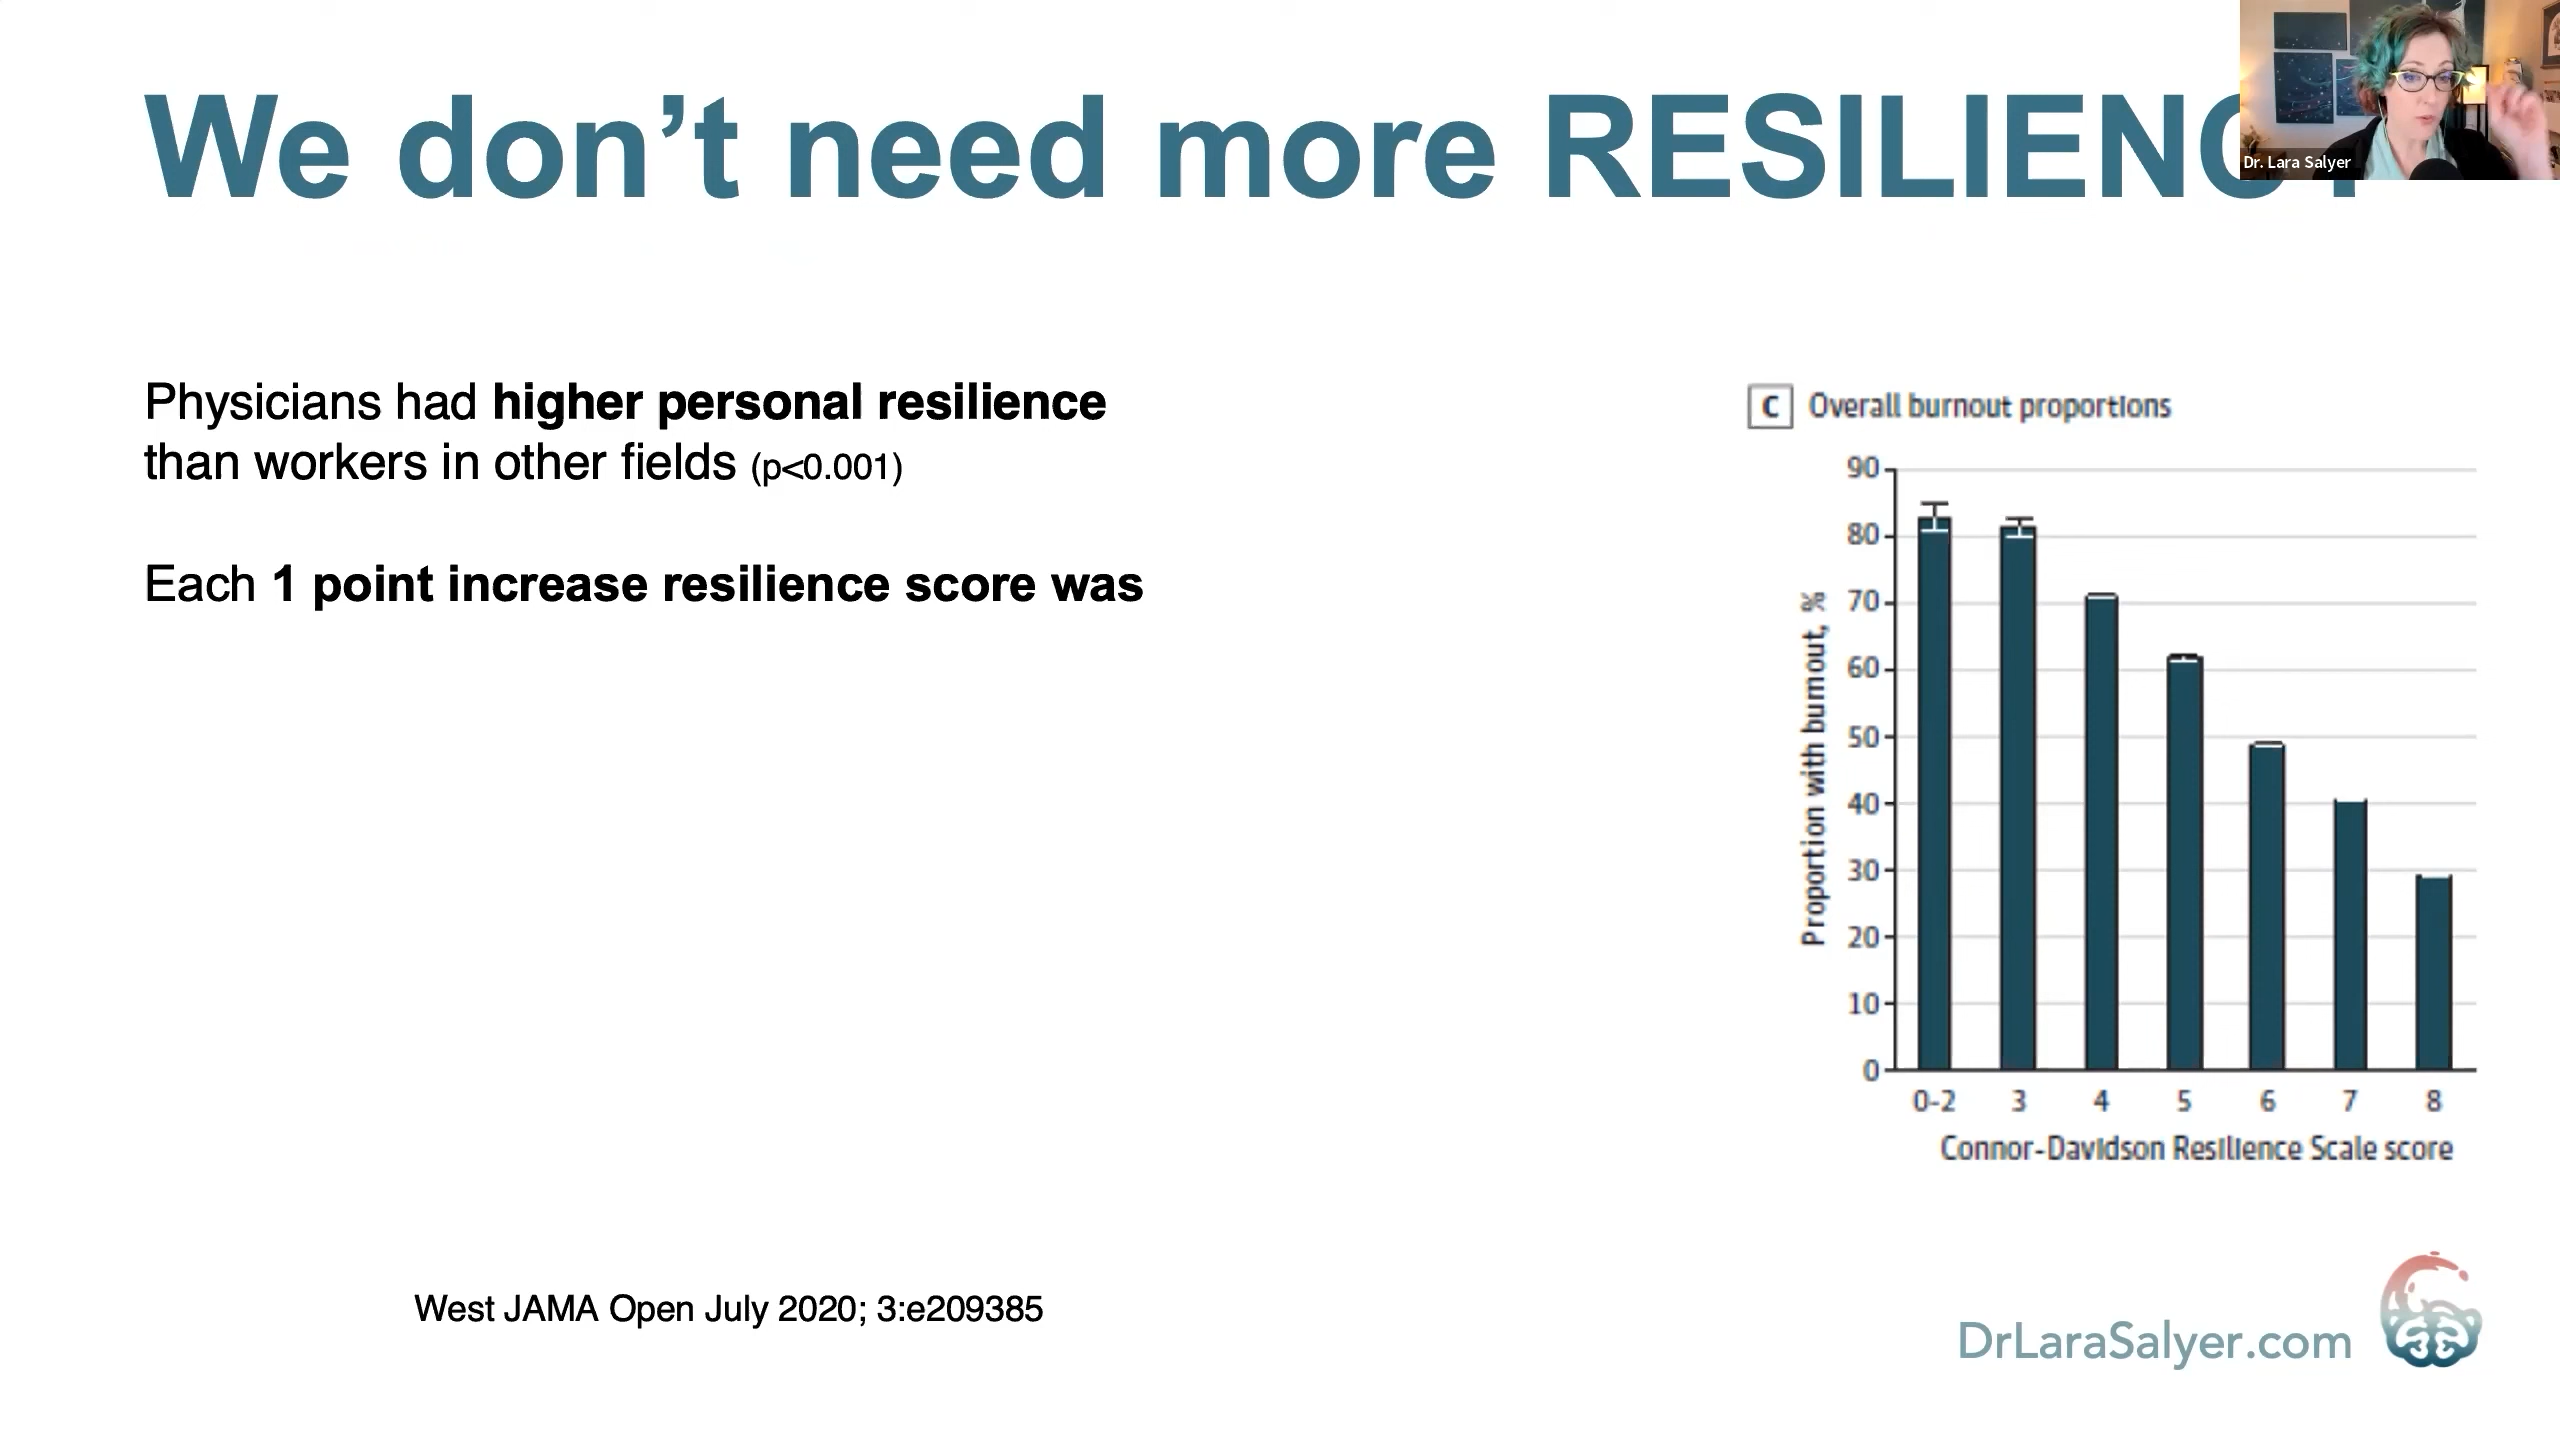 We don't need more RESILIENCY
Dr. Lara Salyer
Physicians had higher personal resilience
than workers in other fields (p<0.001)
Each 1 point increase resilience score was
C Overall burnout proportions
Proportion with burnout, %
90
80
70
60
50
40
30
20
10
0
0-2 3 4 5 6 7 8
Connor-Davidson Resilience Scale score
West JAMA Open July 2020; 3:e209385
DrLaraSalyer.com